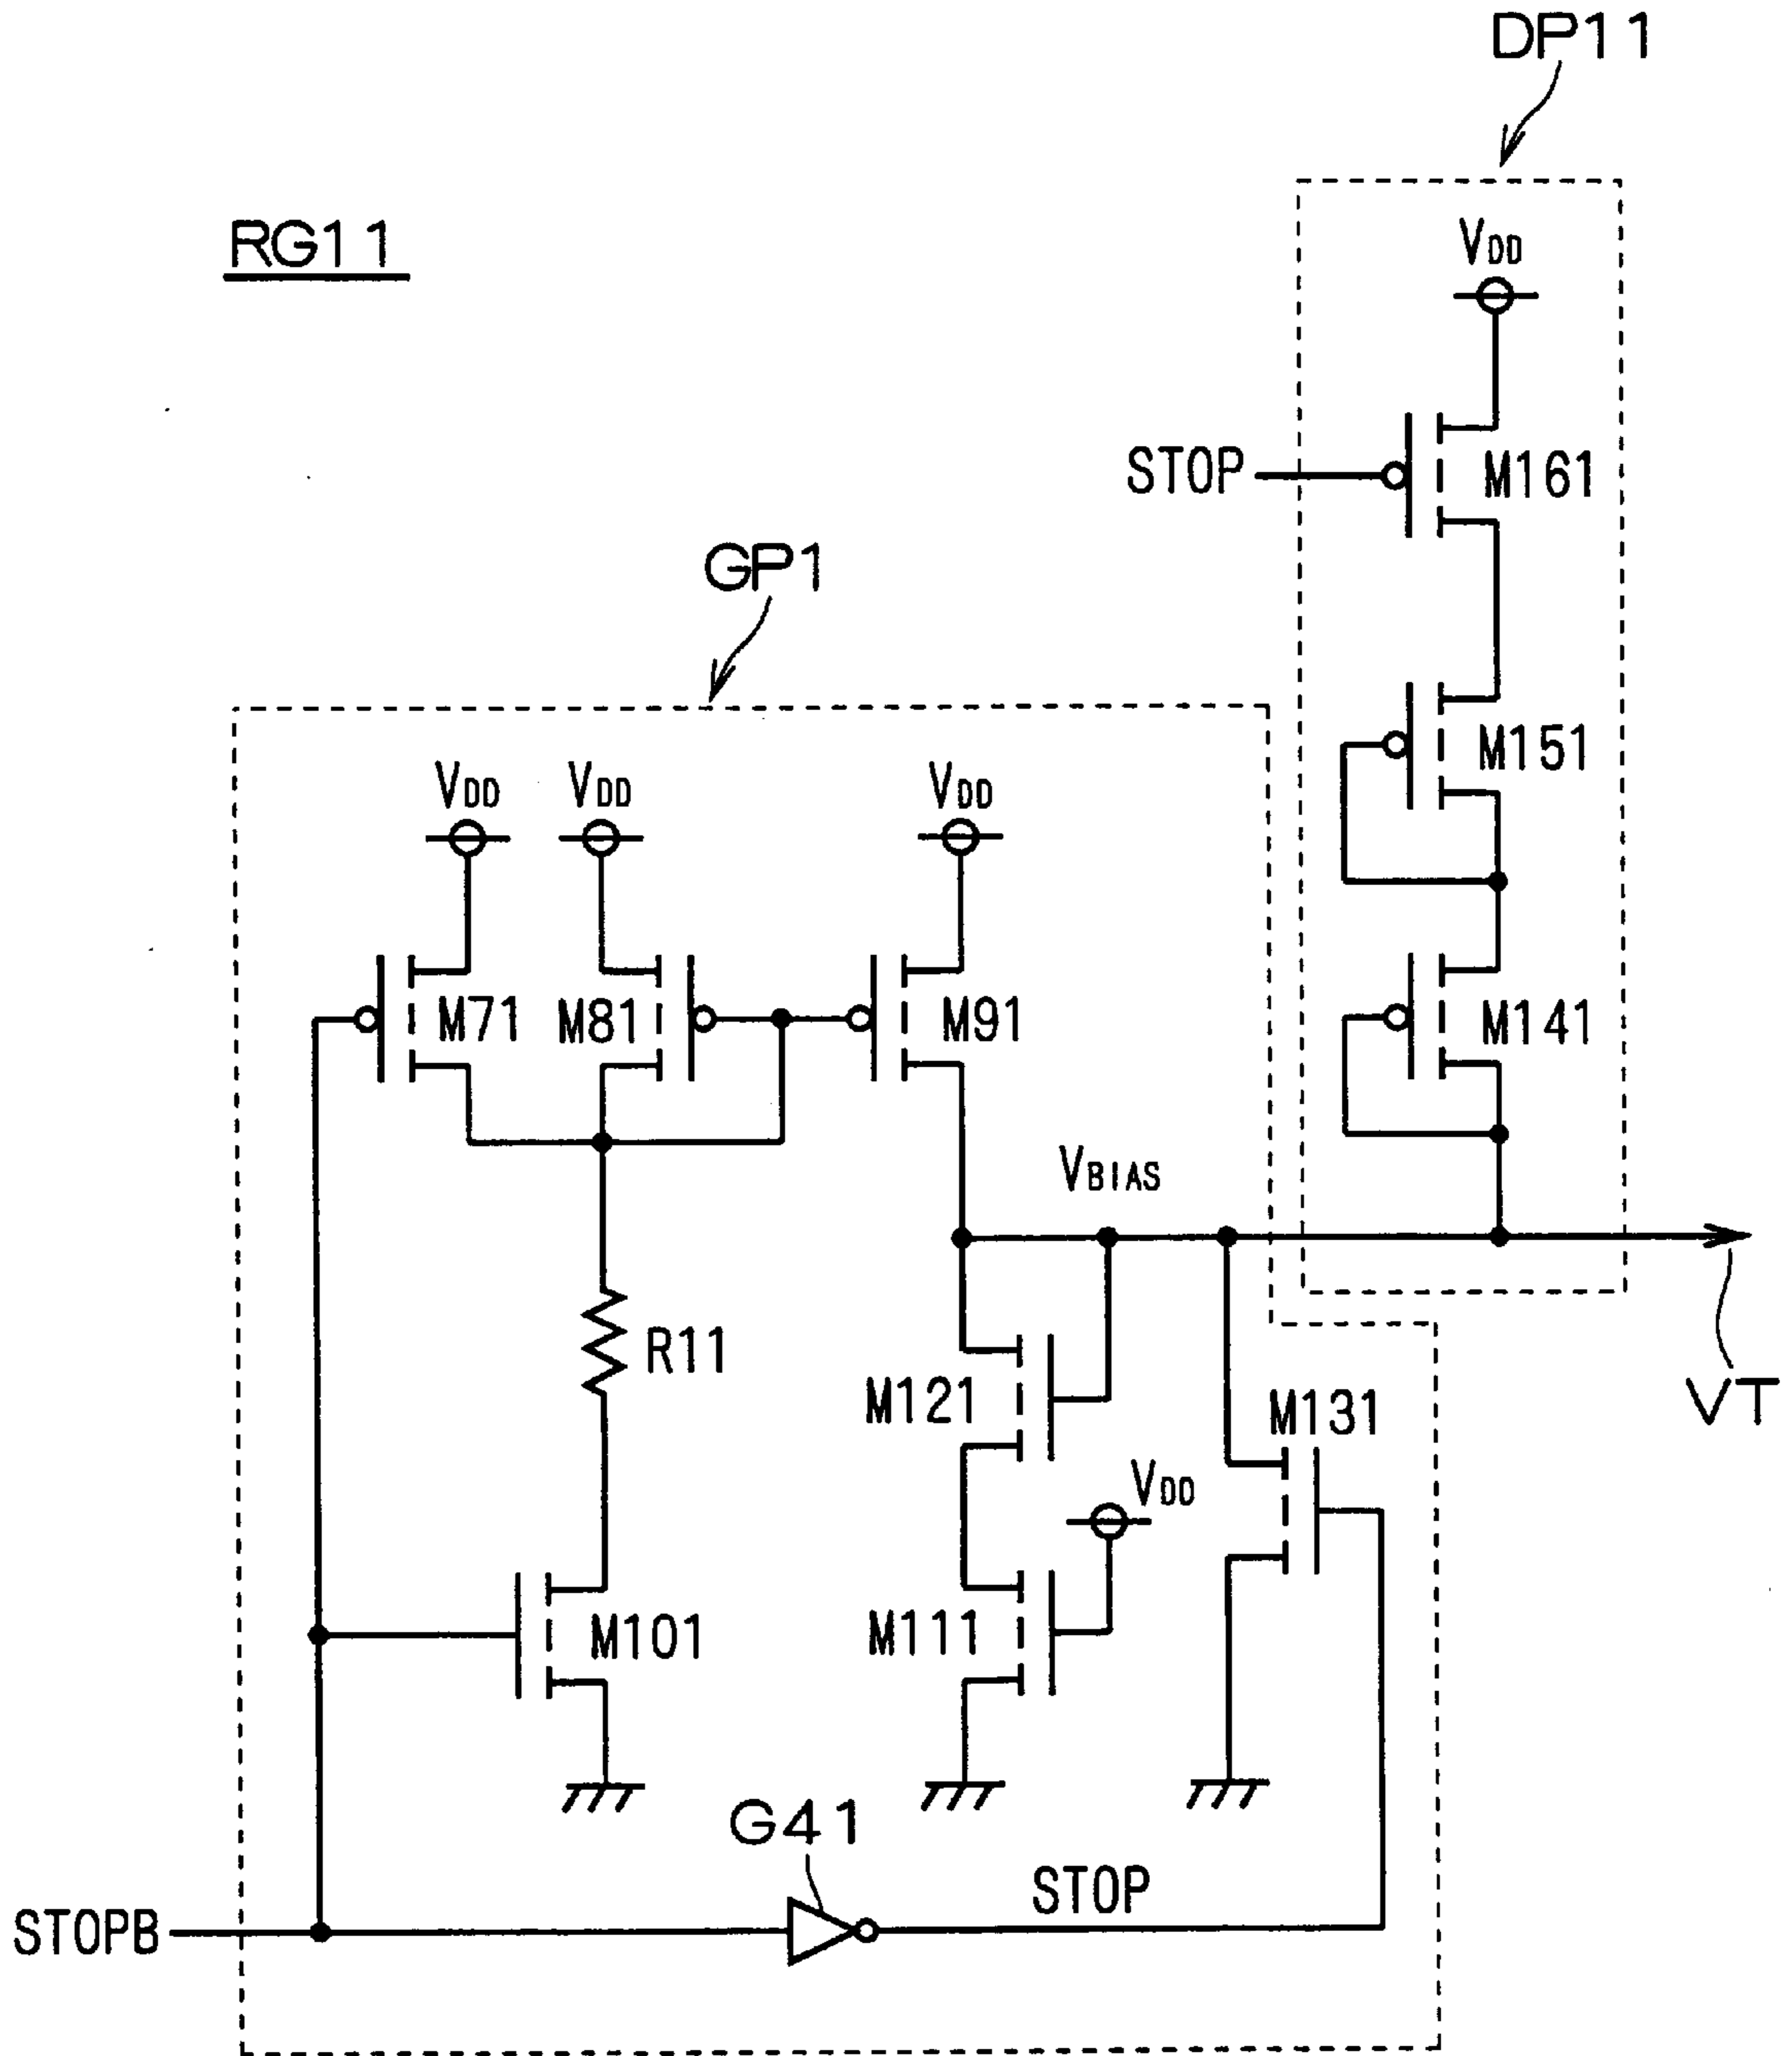 DP11
RG11
VDD
STOP
M161
GP1
M151
VDD
VDD
VDD
M71
M81
M91
M141
VBIAS
R11
M121
M131
VT
VDD
M101
M111
G41
STOP
STOPB